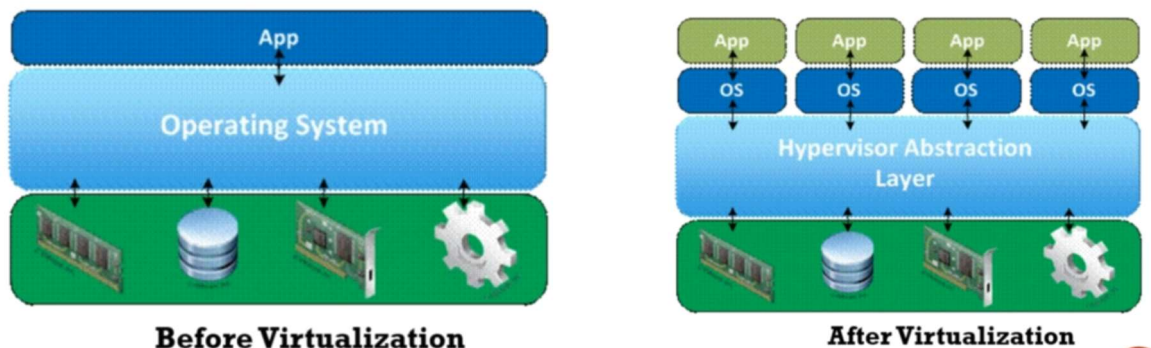 App
Operating System
Before Virtualization
App App App App
OS OS OS OS
Hypervisor Abstraction
Layer
After Virtualization